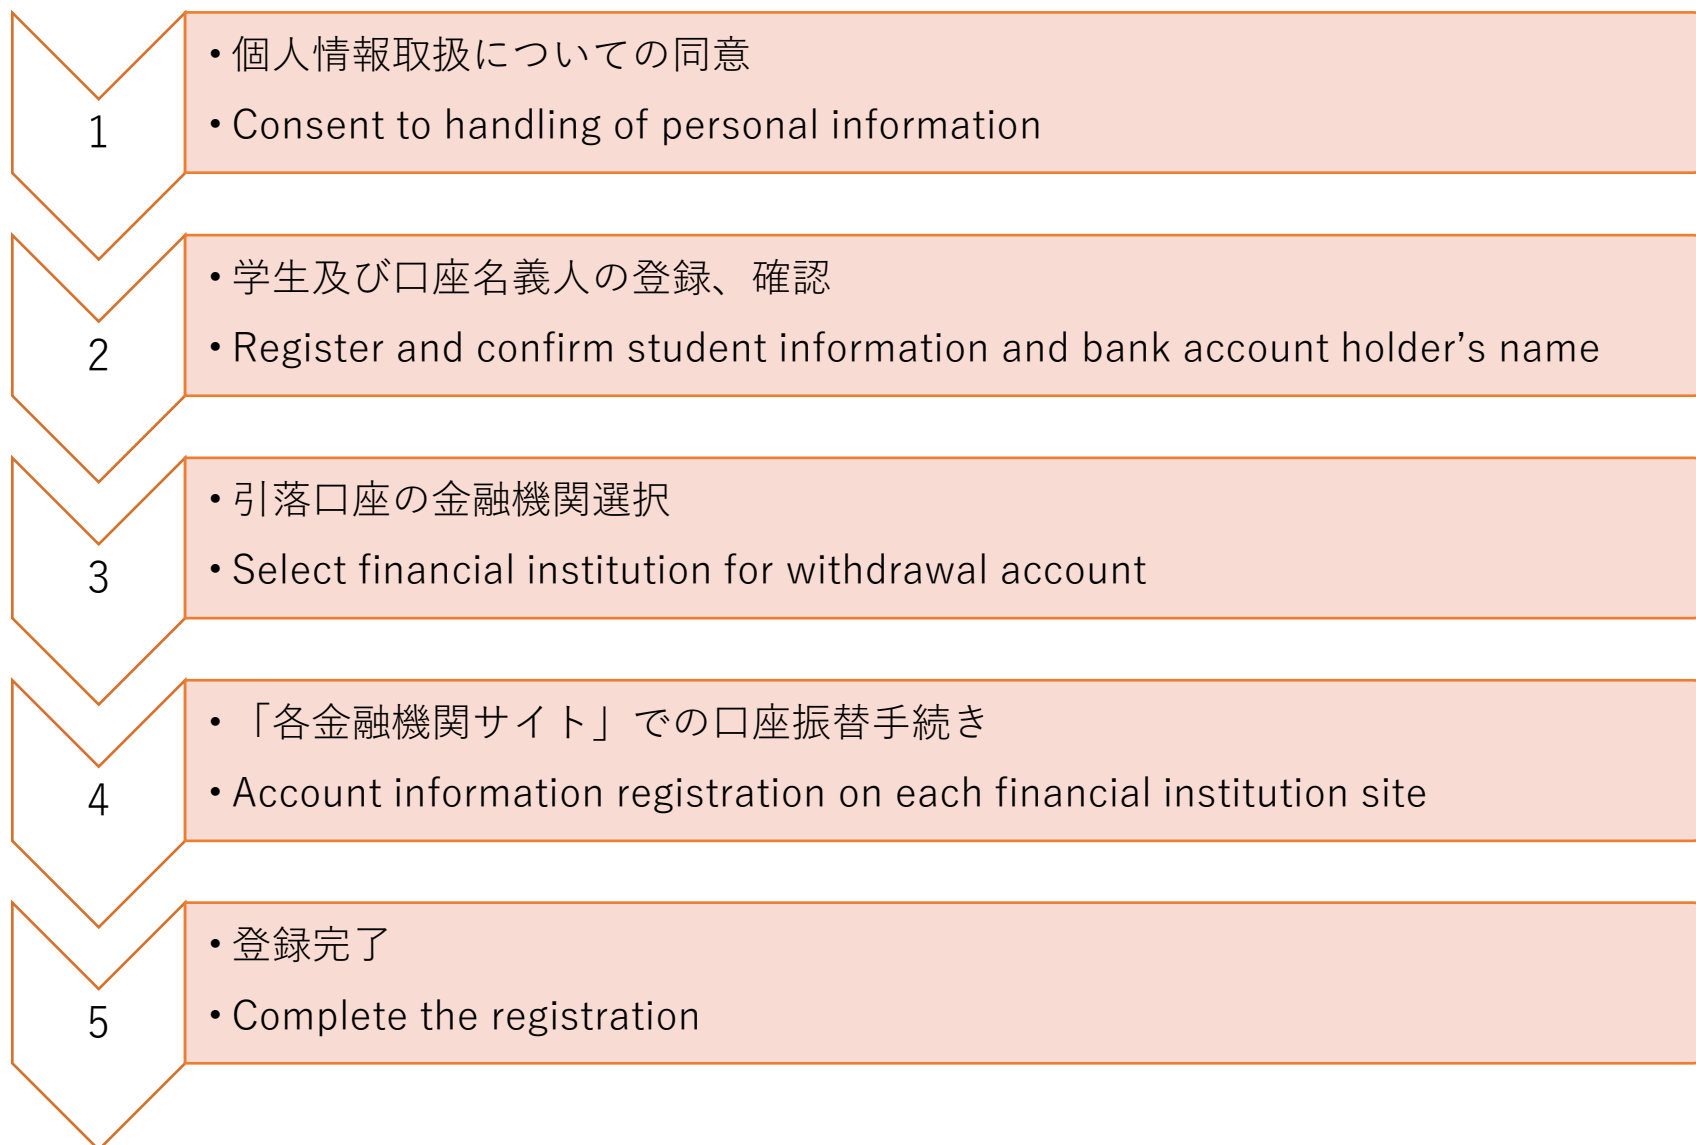 1
・個人情報取扱についての同意
・Consent to handling of personal information
2
・学生及び口座名義人の登録、確認
・Register and confirm student information and bank account holder’s name
3
・引落口座の金融機関選択
・Select financial institution for withdrawal account
4
・「各金融機関サイト」での口座振替手続き
・Account information registration on each financial institution site
5
・登録完了
・Complete the registration